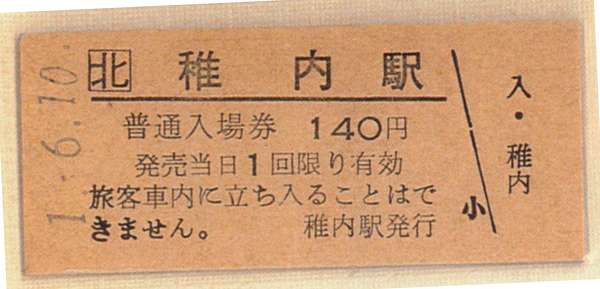 1.-6.10.
北 稚内駅
普通入場券 140円
発売当日1回限り有効
旅客車内に立ち入ることはで
きません。 稚内駅発行
小
入・稚内